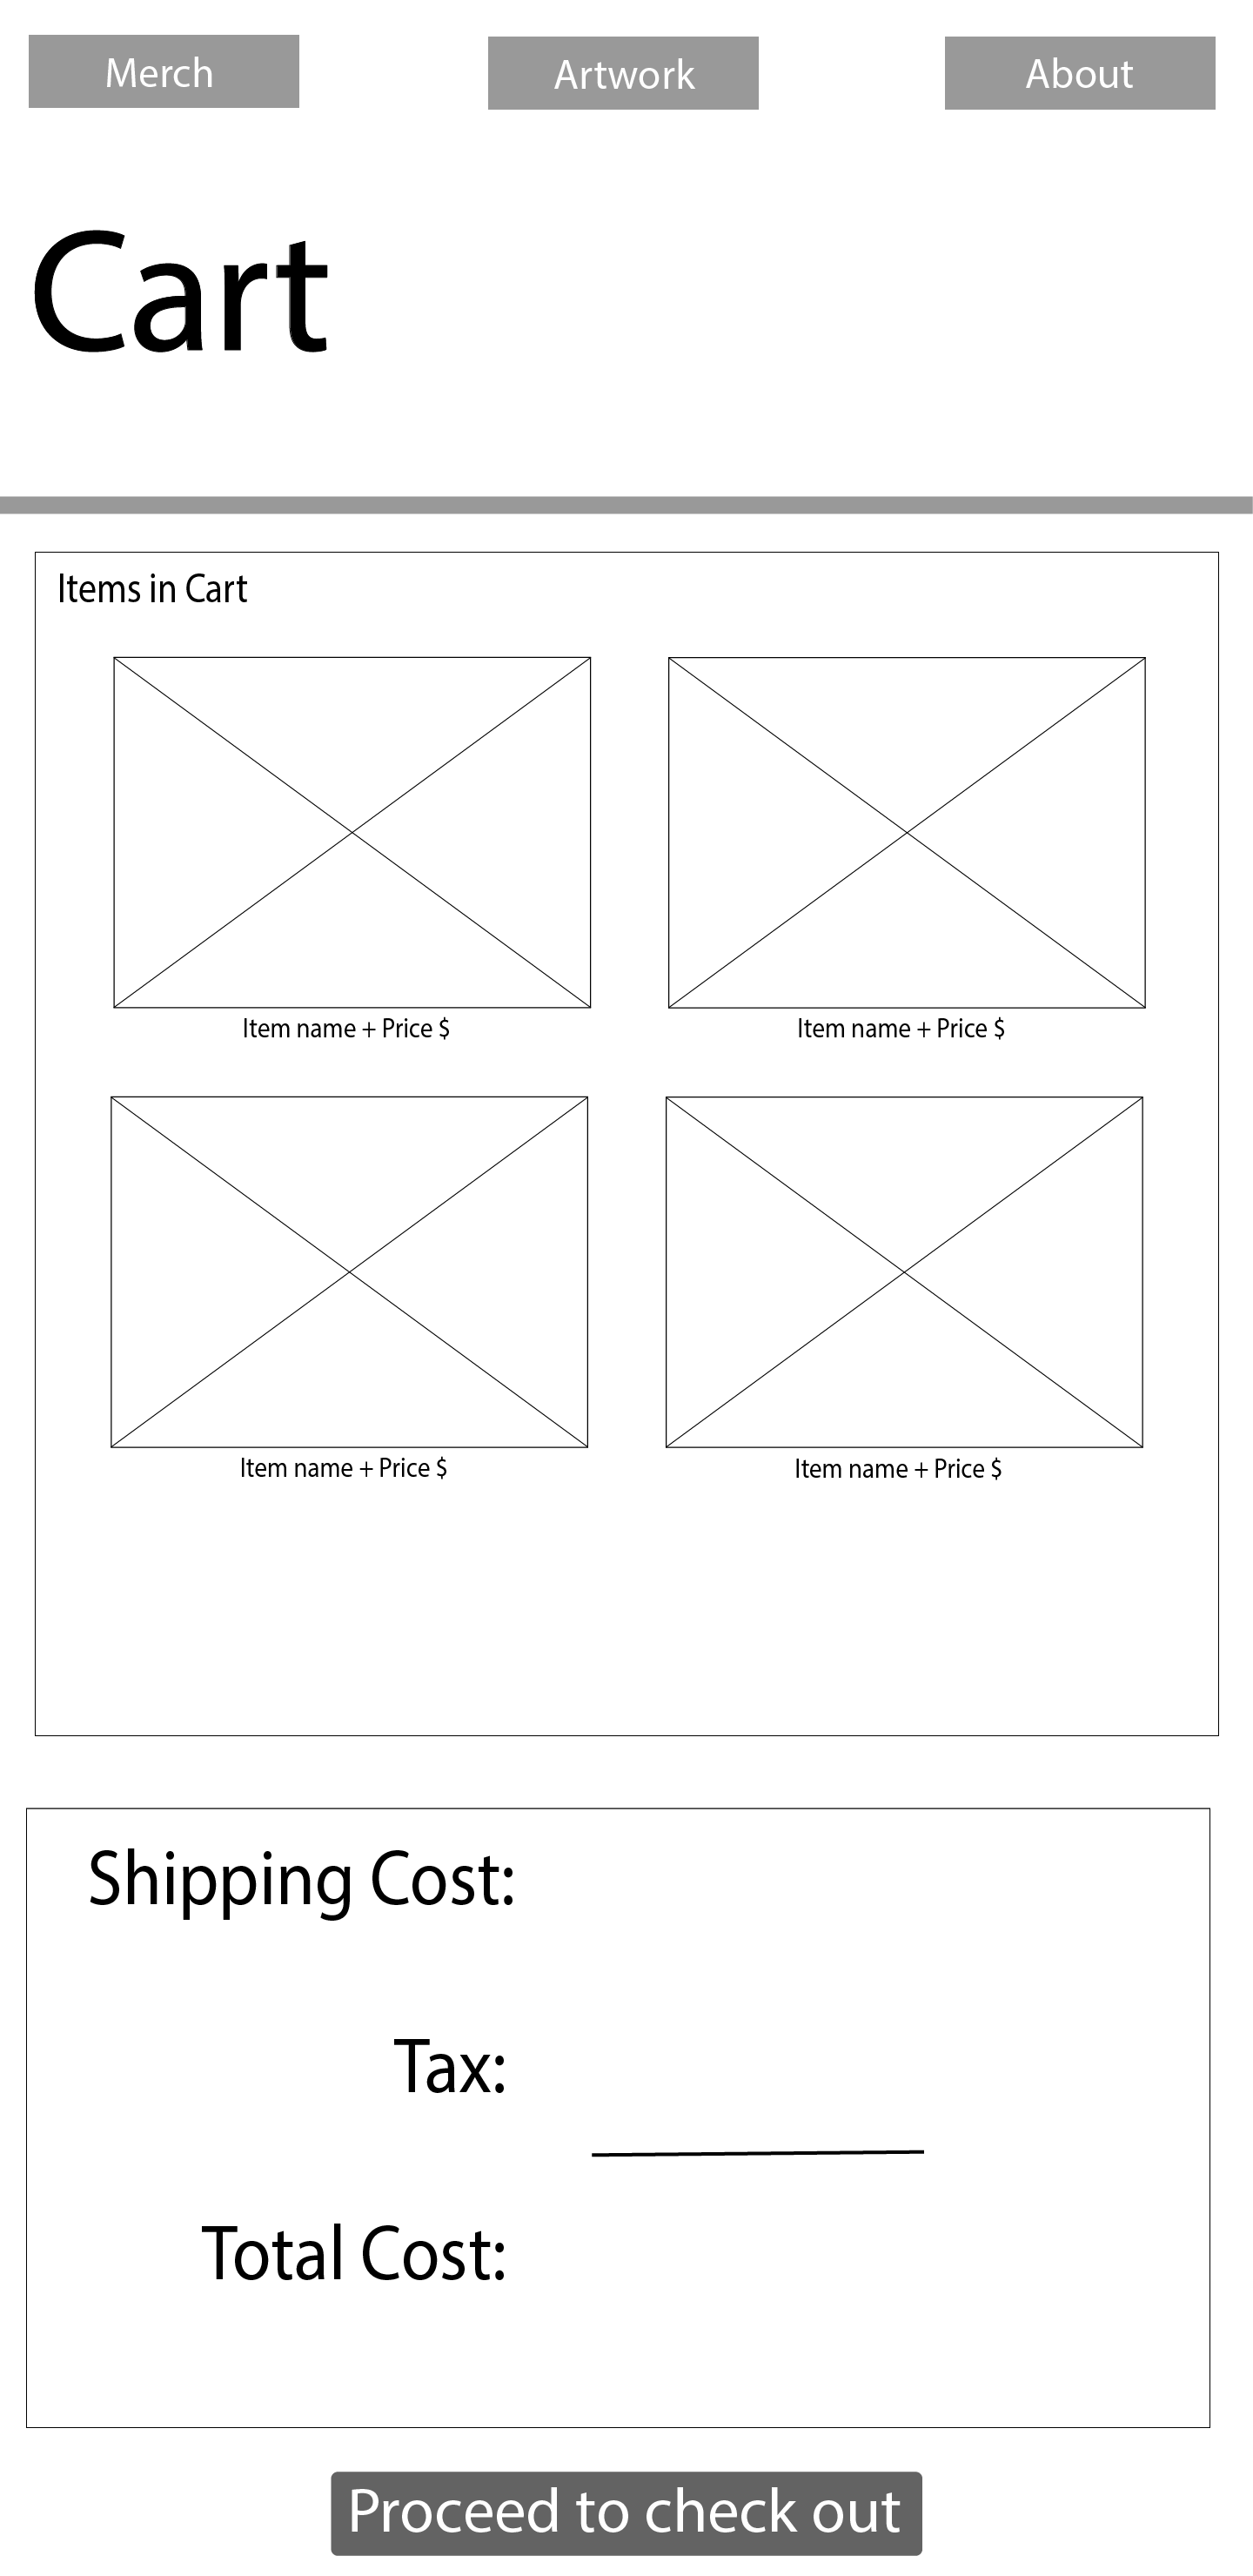 Merch
Artwork
About
Cart
Items in Cart
Item name + Price $
Item name + Price $
Item name + Price $
Item name + Price $
Shipping Cost:
Tax:
Total Cost:
Proceed to check out